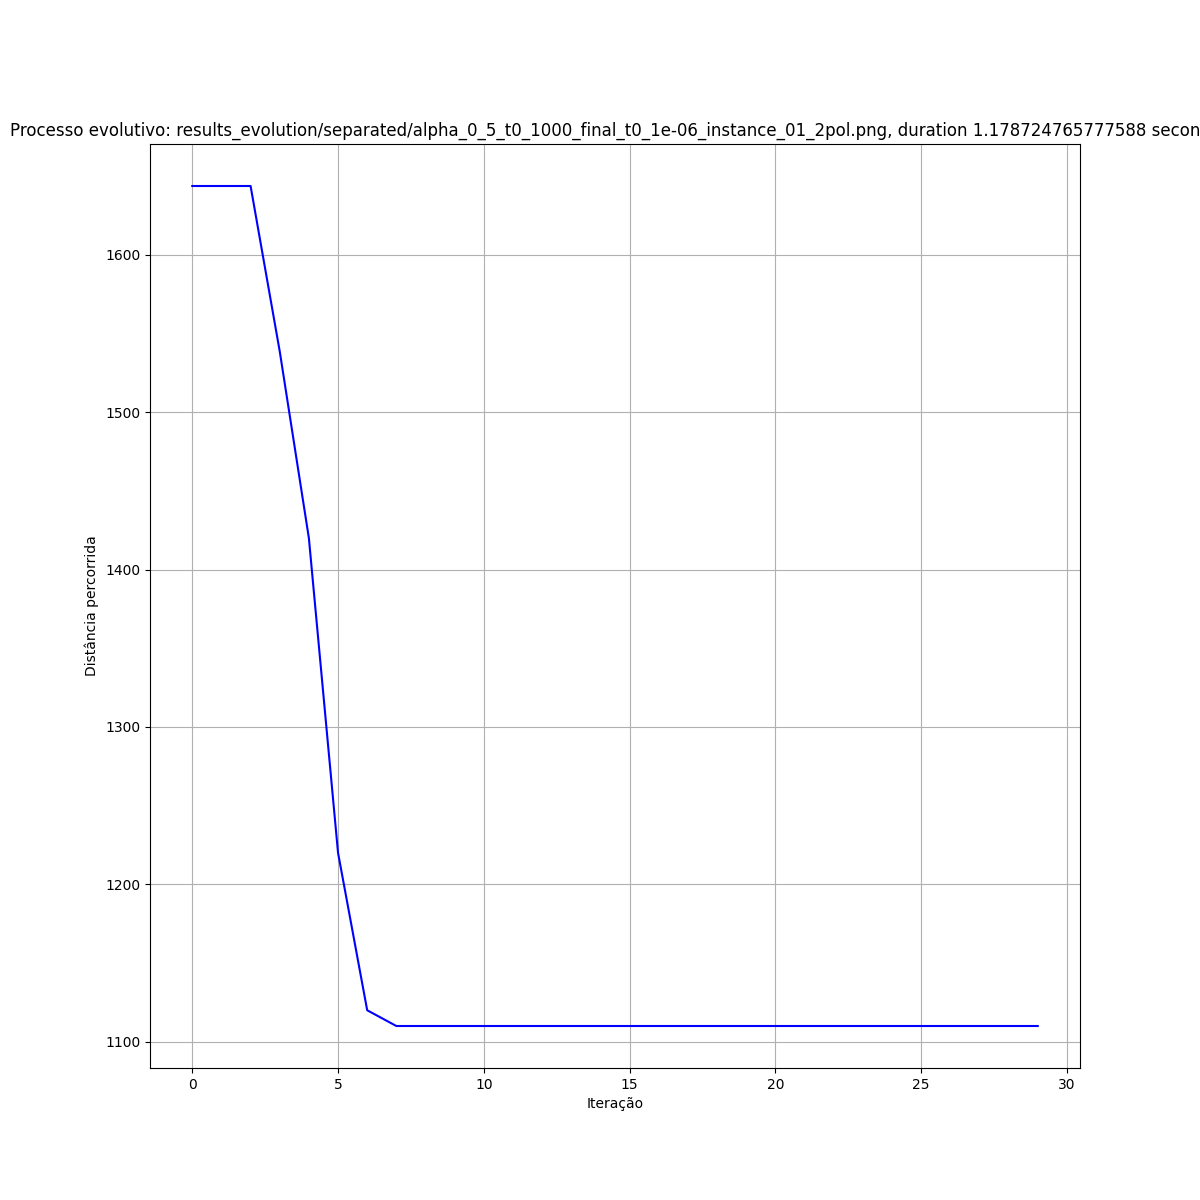 Processo evolutivo: results_evolution/separated/alpha_0_5_t0_1000_final_t0_1e-06_instance_01_2pol.png, duration 1.178724765777588 secon
1600
1500
1400
1300
1200
1100
Distância percorrida
0 5 10 15 20 25 30
Iteração